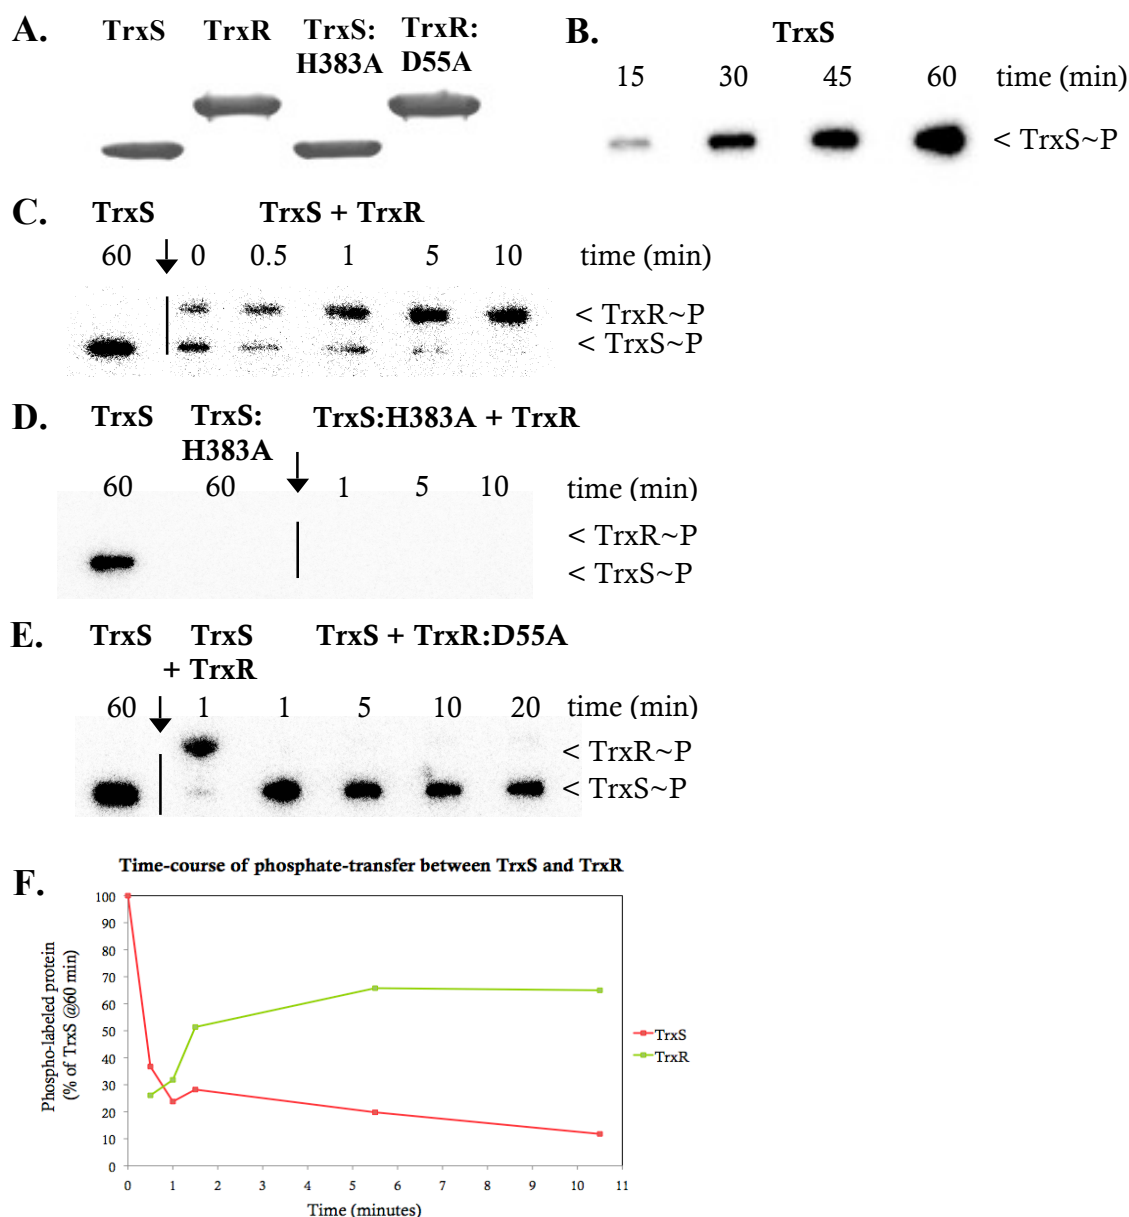 A. TrxS TrxR TrxS: TrxR:
H383A D55A
B. TrxS
15 30 45 60 time (min)
< TrxS~P
C. TrxS TrxS + TrxR
60 0 0.5 1 5 10 time (min)
< TrxR~P
< TrxS~P
D. TrxS TrxS: TrxS:H383A + TrxR
H383A
60 60 1 5 10 time (min)
< TrxR~P
< TrxS~P
E. TrxS TrxS TrxS + TrxR:D55A
+ TrxR
60 1 1 5 10 20 time (min)
< TrxR~P
< TrxS~P
F. Time-course of phosphate-transfer between TrxS and TrxR
Phospho-labeled protein
(% of TrxS @60 min)
100
90
80
70
60
50
40
30
20
10
0
0 1 2 3 4 5 6 7 8 9 10 11
Time (minutes)
TrxS
TrxR